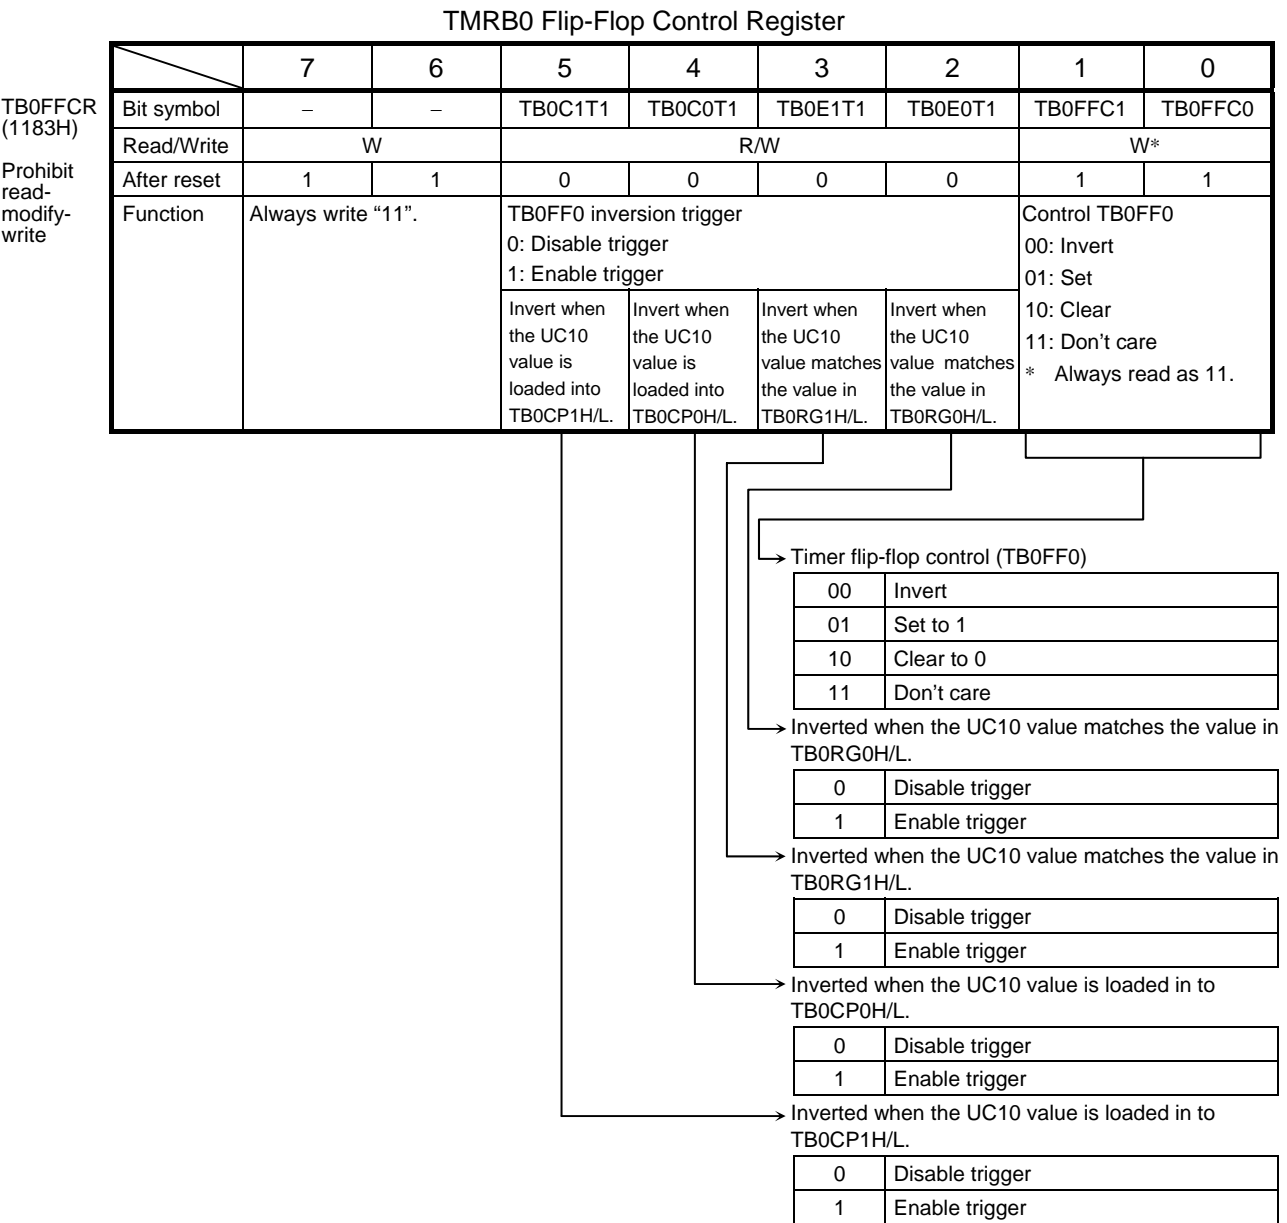 TMRB0 Flip-Flop Control Register
7 6 5 4 3 2 1 0
TB0FFCR
(1183H)
Prohibit
read-
modify-
write
Bit symbol – – TB0C1T1 TB0C0T1 TB0E1T1 TB0E0T1 TB0FFC1 TB0FFC0
Read/Write W R/W W*
After reset 1 1 0 0 0 0 1 1
Function
Always write “11”.
TB0FF0 inversion trigger
0: Disable trigger
1: Enable trigger
Invert when
the UC10
value is
loaded into
TB0CP1H/L.
Invert when
the UC10
value is
loaded into
TB0CP0H/L.
Invert when
the UC10
value matches
the value in
TB0RG1H/L.
Invert when
the UC10
value matches
the value in
TB0RG0H/L.
Control TB0FF0
00: Invert
01: Set
10: Clear
11: Don’t care
* Always read as 11.
Timer flip-flop control (TB0FF0)
00 Invert
01 Set to 1
10 Clear to 0
11 Don’t care
Inverted when the UC10 value matches the value in
TB0RG0H/L.
0 Disable trigger
1 Enable trigger
Inverted when the UC10 value matches the value in
TB0RG1H/L.
0 Disable trigger
1 Enable trigger
Inverted when the UC10 value is loaded in to
TB0CP0H/L.
0 Disable trigger
1 Enable trigger
Inverted when the UC10 value is loaded in to
TB0CP1H/L.
0 Disable trigger
1 Enable trigger